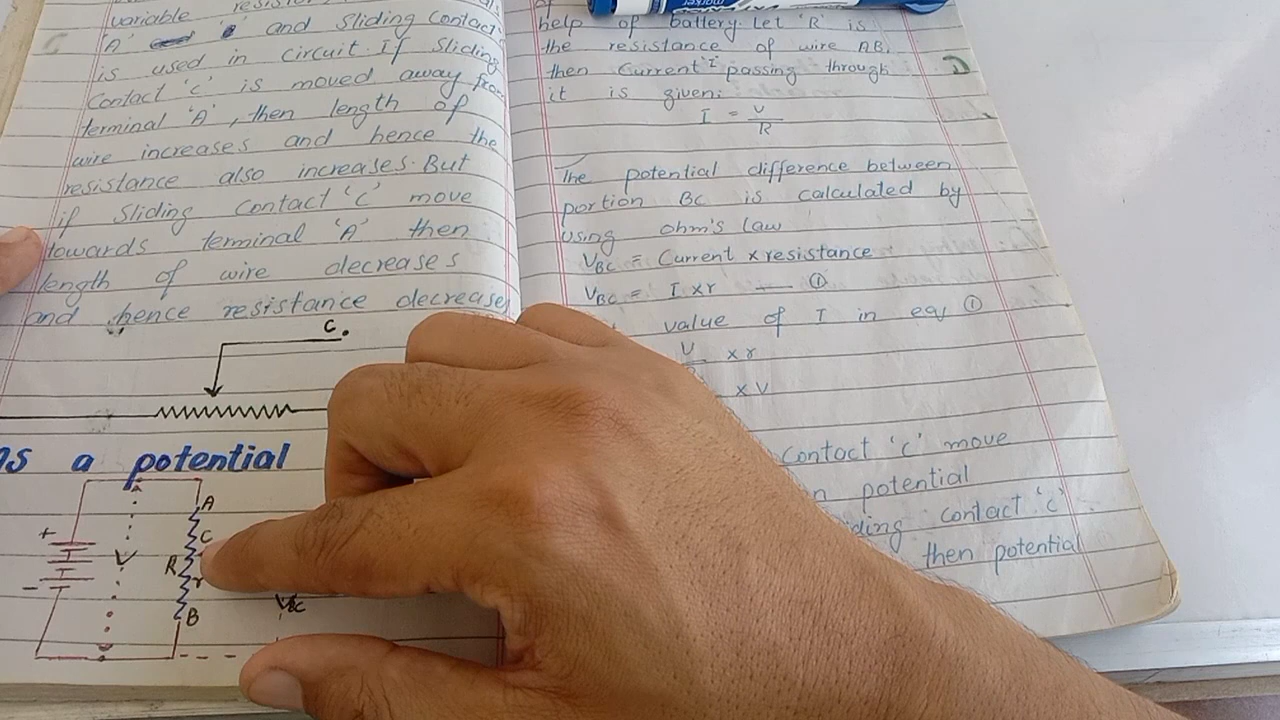 variable
'A' and Sliding Contact
is used in circuit. If Sliding
Contact 'c' is moved away from
terminal 'A', then length of
wire increases and hence the
resistance also increases. But
if Sliding Contact 'c' move
towards terminal 'A' then
length of wire decreases
and hence resistance decrease
C.
as a potential
A
C
+
V
R
r
-
B
VBC
help of battery. Let 'R' is
the resistance of wire AB,
then Current I passing through
it is given:
I = V/R
The potential difference between
portion BC is calculated by
using ohm's law
VBC = Current x resistance
VBC = I x r — ①
value of I in eq ①
V x r
x V
Contact 'c' move
potential
contact 'c'
then potential